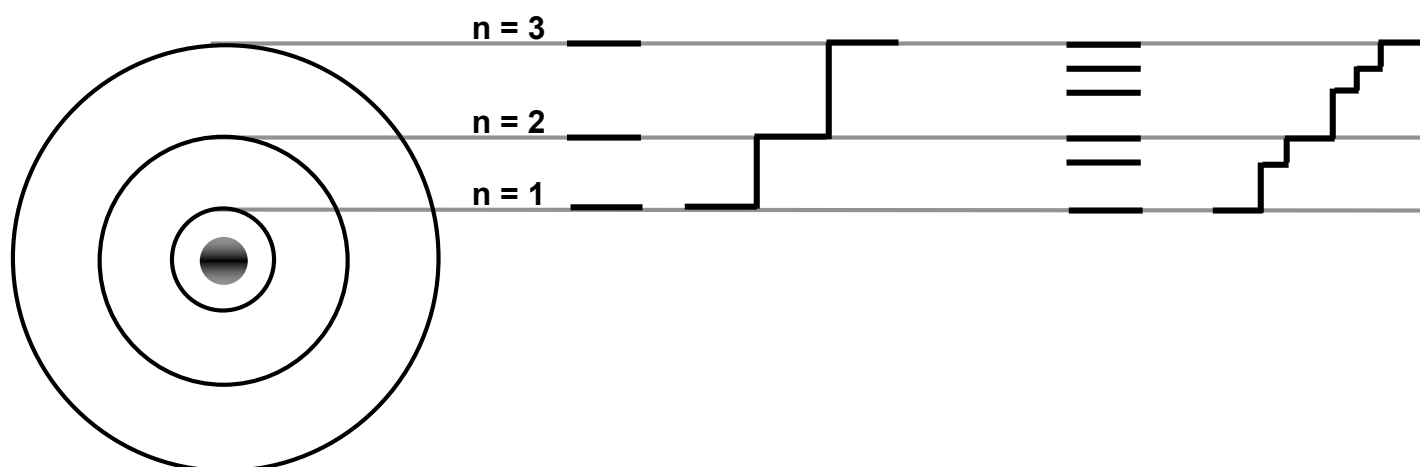 n = 3
n = 2
n = 1